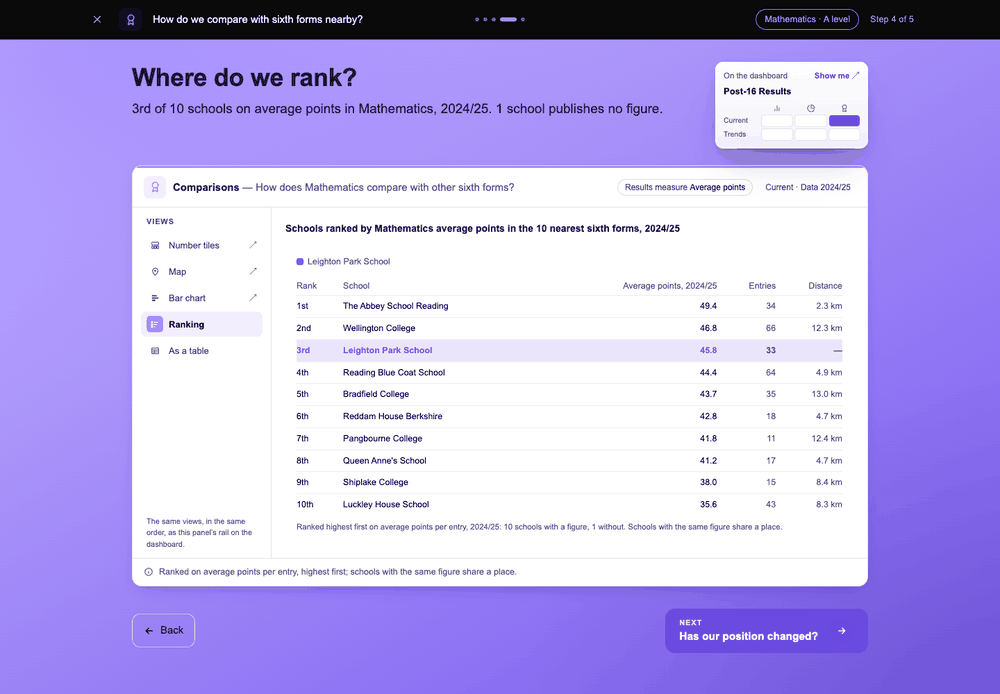 How do we compare with sixth forms nearby?
Mathematics · A level
Step 4 of 5
Where do we rank?
3rd of 10 schools on average points in Mathematics, 2024/25. 1 school publishes no figure.
On the dashboard
Show me
Post-16 Results
Current
Trends
Comparisons — How does Mathematics compare with other sixth forms?
Results measure Average points
Current · Data 2024/25
VIEWS
Number tiles
Map
Bar chart
Ranking
As a table
The same views, in the same
order, as this panel's rail on the
dashboard.
Schools ranked by Mathematics average points in the 10 nearest sixth forms, 2024/25
Leighton Park School
Rank School Average points, 2024/25 Entries Distance
1st The Abbey School Reading 49.4 34 2.3 km
2nd Wellington College 46.8 66 12.3 km
3rd Leighton Park School 45.8 33 —
4th Reading Blue Coat School 44.4 64 4.9 km
5th Bradfield College 43.7 35 13.0 km
6th Reddam House Berkshire 42.8 18 4.7 km
7th Pangbourne College 41.8 11 12.4 km
8th Queen Anne's School 41.2 17 4.7 km
9th Shiplake College 38.0 15 8.4 km
10th Luckley House School 35.6 43 8.3 km
Ranked highest first on average points per entry, 2024/25: 10 schools with a figure, 1 without. Schools with the same figure share a place.
Ranked on average points per entry, highest first; schools with the same figure share a place.
Back
NEXT
Has our position changed?